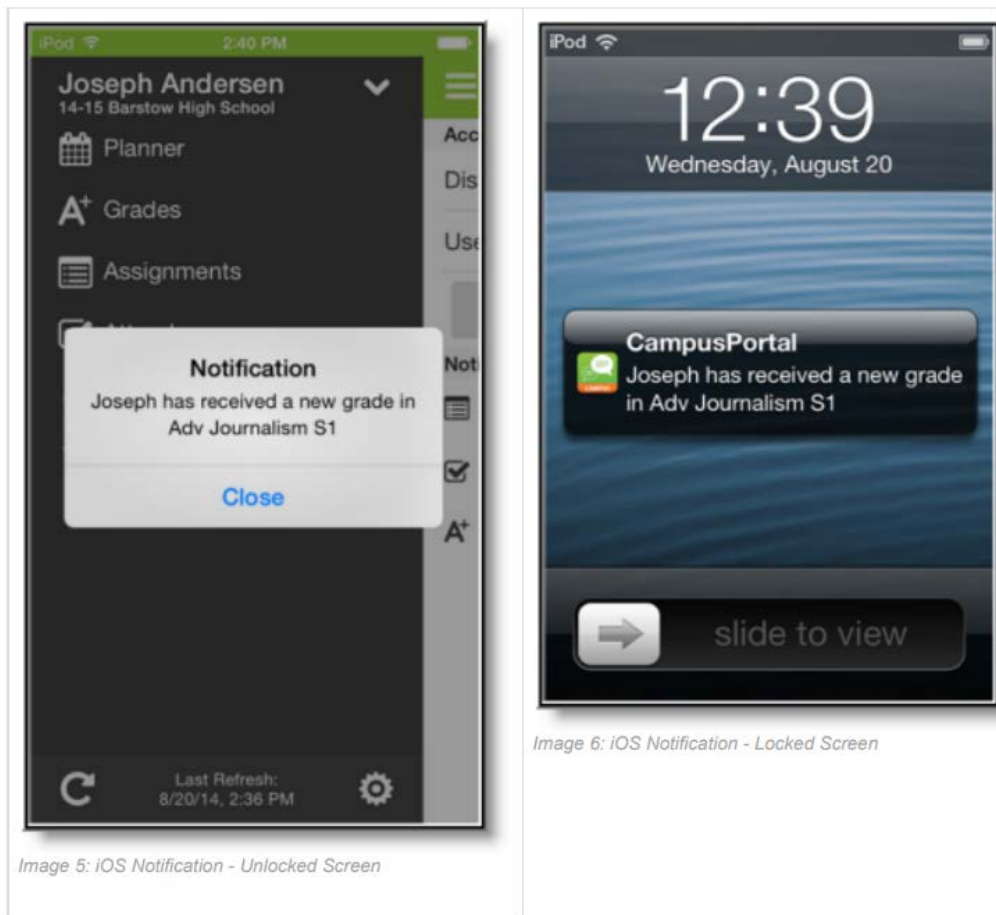 iPod 2:40 PM
Joseph Andersen
14-15 Barstow High School
Planner
A+ Grades
Assignments
Acc
Dis
Use
Noti
A+
Notification
Joseph has received a new grade in
Adv Journalism S1
Close
Last Refresh:
8/20/14, 2:36 PM
Image 5: iOS Notification - Unlocked Screen
iPod
12:39
Wednesday, August 20
CampusPortal
Joseph has received a new grade
in Adv Journalism S1
slide to view
Image 6: iOS Notification - Locked Screen